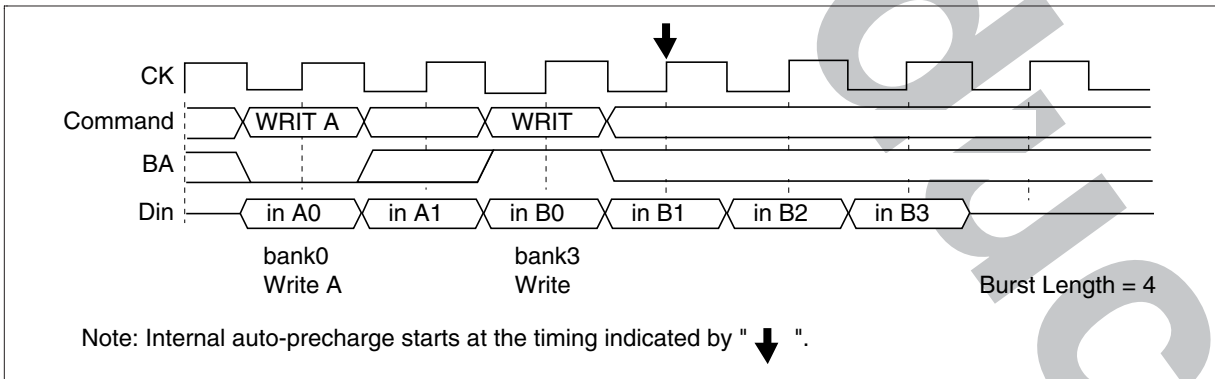 CK
Command WRIT A WRIT
BA
Din in A0 in A1 in B0 in B1 in B2 in B3
bank0 bank3
Write A Write Burst Length = 4
Note: Internal auto-precharge starts at the timing indicated by " ".